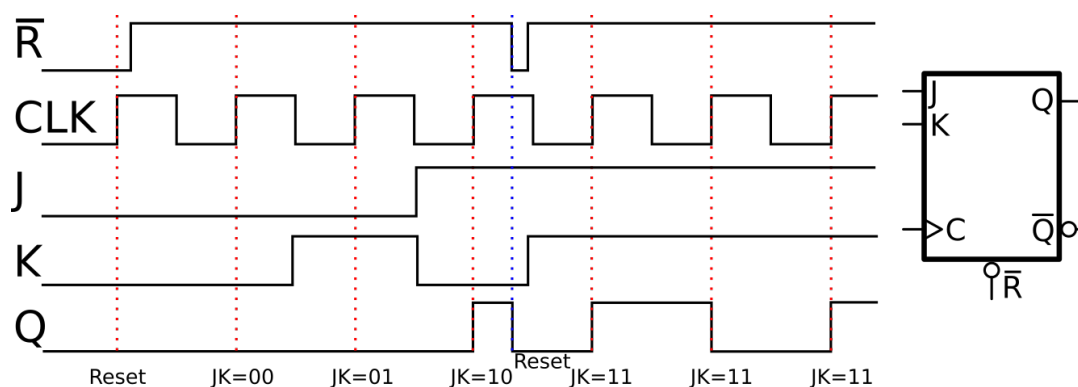 R̅
CLK
J
K
Q
Reset
JK=00
JK=01
JK=10
Reset
JK=11
JK=11
JK=11
J
Q
K
C
Q̅
R̅